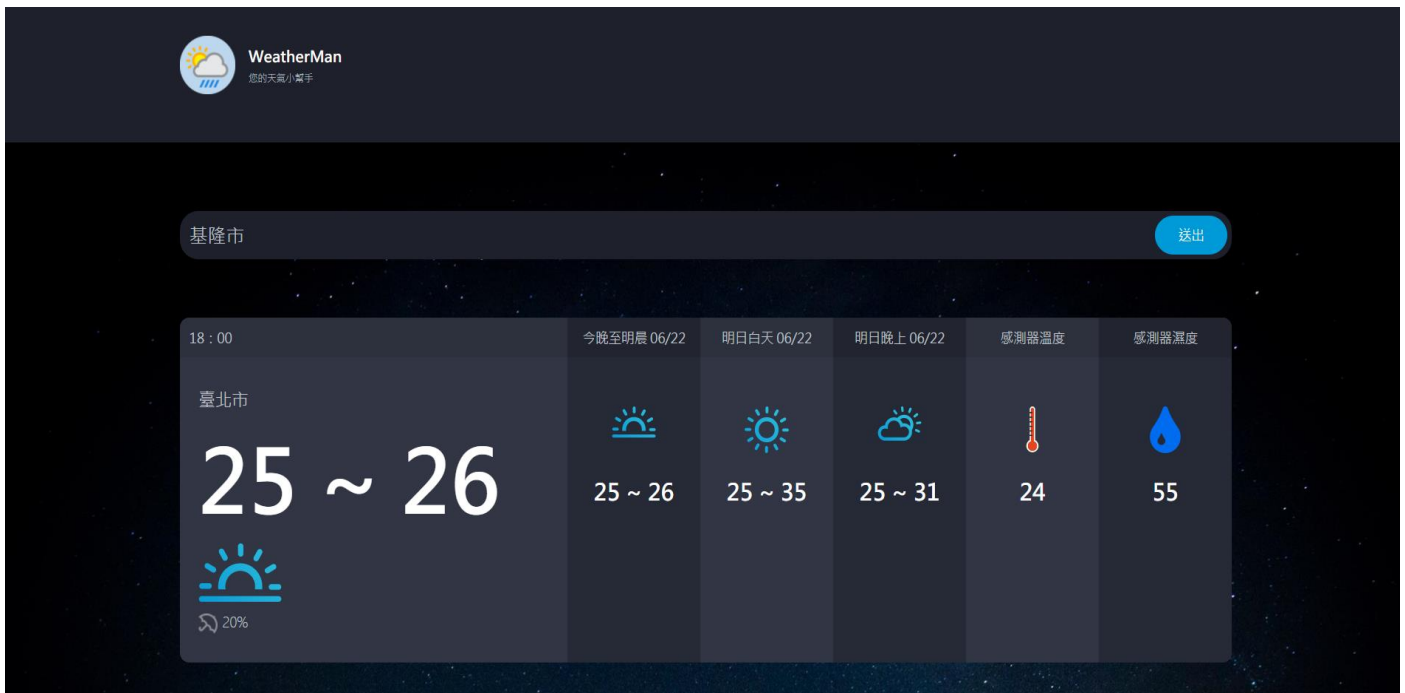 WeatherMan
您的天氣小幫手
基隆市
送出
18 : 00
今晚至明晨 06/22
明日白天 06/22
明日晚上 06/22
感測器溫度
感測器濕度
臺北市
25 ~ 26
25 ~ 26
25 ~ 35
25 ~ 31
24
55
20%